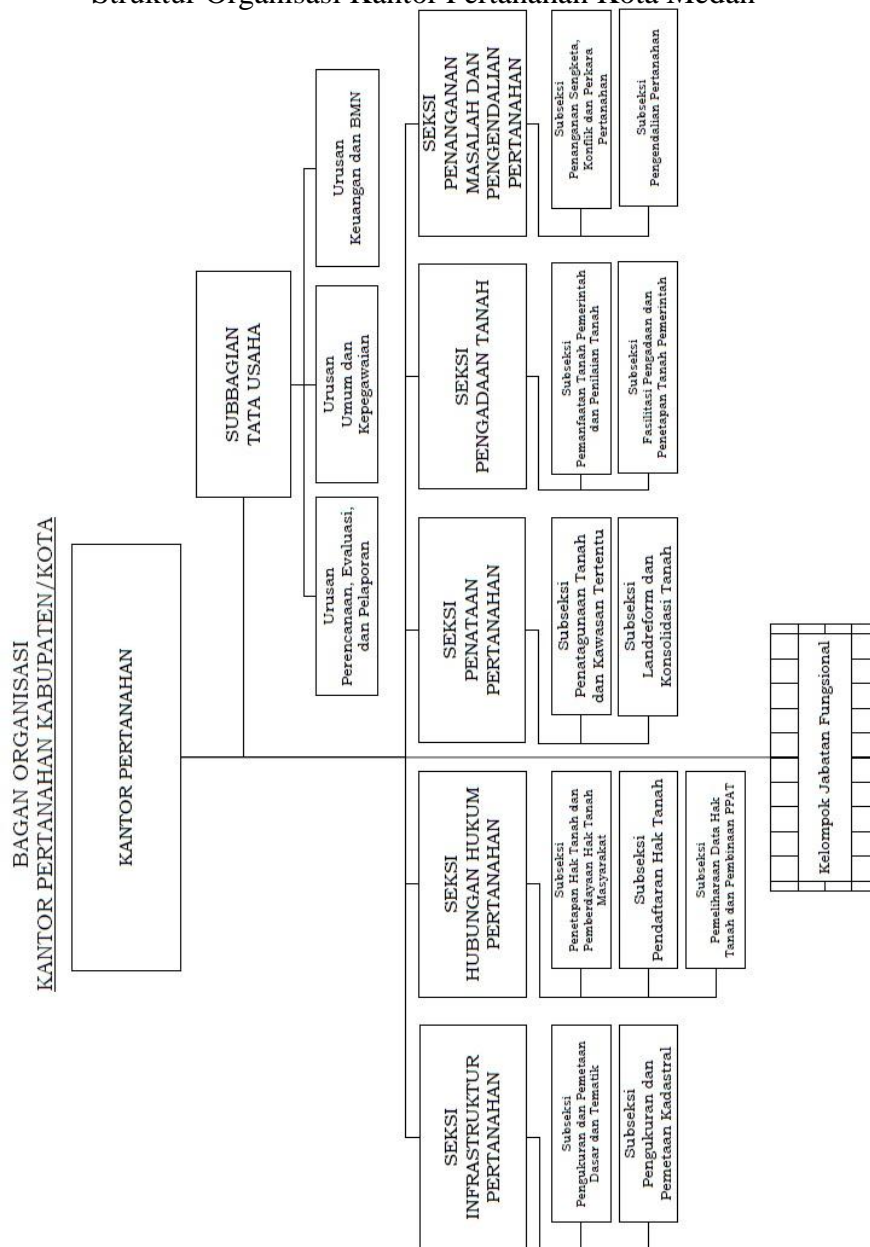 Struktur Organisasi Kantor Pertanahan Kota Medan
BAGAN ORGANISASI
KANTOR PERTANAHAN KABUPATEN/KOTA
KANTOR PERTANAHAN
SUBBAGIAN
TATA USAHA
Urusan
Perencanaan, Evaluasi,
dan Pelaporan
Urusan
Umum dan
Kepegawaian
Urusan
Keuangan dan BMN
SEKSI
INFRASTRUKTUR
PERTANAHAN
SEKSI
HUBUNGAN HUKUM
PERTANAHAN
SEKSI
PENATAAN
PERTANAHAN
SEKSI
PENGADAAN TANAH
SEKSI
PENANGANAN
MASALAH DAN
PENGENDALIAN
PERTANAHAN
Subseksi
Pengukuran dan Pemetaan
Dasar dan Tematik
Subseksi
Pengukuran dan
Pemetaan Kadastral
Subseksi
Penetapan Hak Tanah dan
Pemberdayaan Hak Tanah
Masyarakat
Subseksi
Pendaftaran Hak Tanah
Subseksi
Pemeliharaan Data Hak
Tanah dan Pembinaan PPAT
Subseksi
Penatagunaan Tanah
dan Kawasan Tertentu
Subseksi
Landreform dan
Konsolidasi Tanah
Subseksi
Pemanfaatan Tanah Pemerintah
dan Penilaian Tanah
Subseksi
Fasilitasi Pengadaan dan
Penetapan Tanah Pemerintah
Subseksi
Penanganan Sengketa,
Konflik dan Perkara
Pertanahan
Subseksi
Pengendalian Pertanahan
Kelompok Jabatan Fungsional